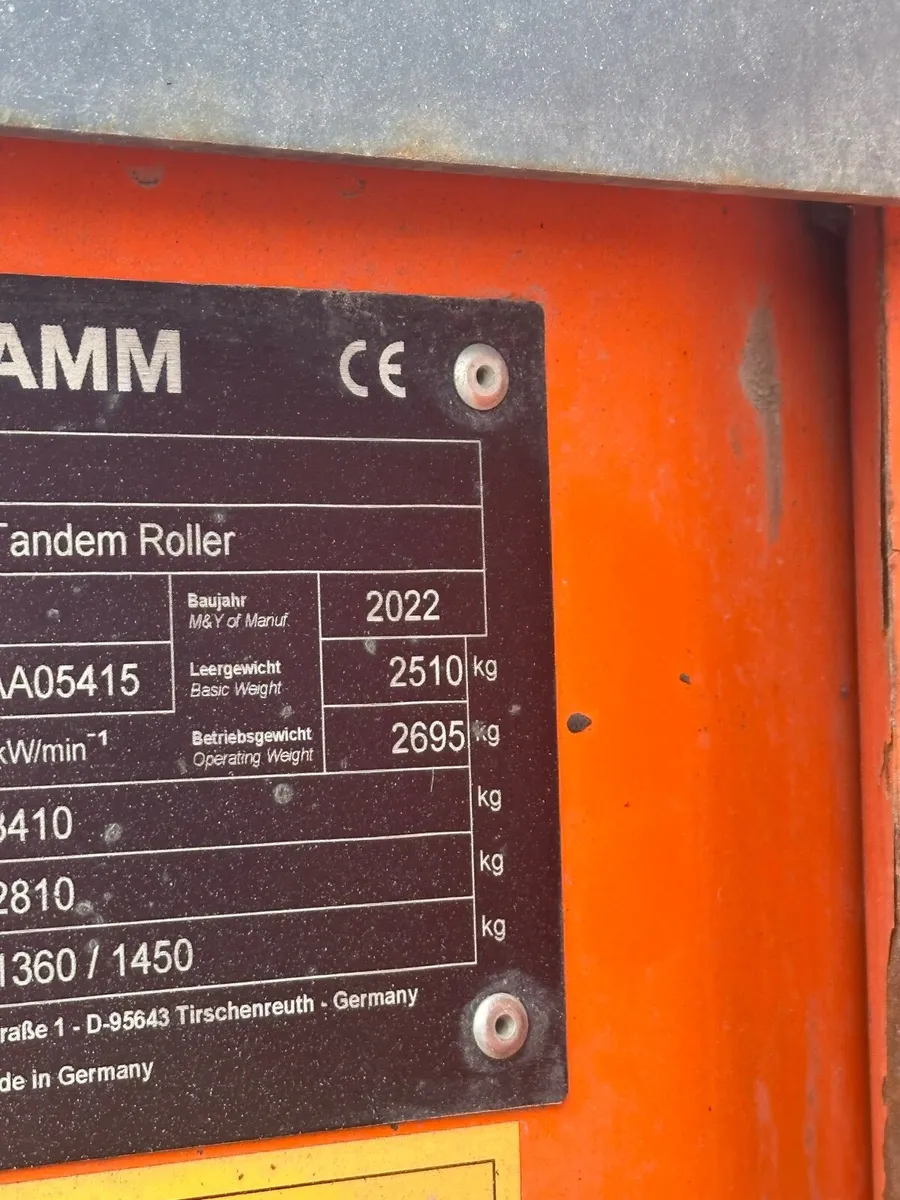 AMM CE
Tandem Roller
Baujahr 2022
M&Y of Manuf.
AA05415 Leergewicht 2510 kg
Basic Weight
kW/min⁻¹ Betriebsgewicht 2695 kg
Operating Weight
3410 kg
2810 kg
1360 / 1450 kg
raße 1 - D-95643 Tirschenreuth - Germany
de in Germany